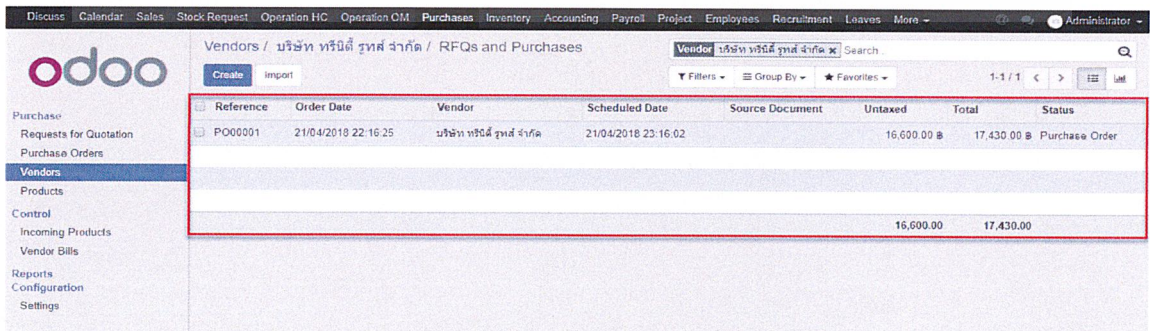 Discuss Calendar Sales Stock Request Operation HC Operation OM Purchases Inventory Accounting Payroll Project Employees Recruitment Leaves More Administrator
odoo
Vendors / บริษัท ทรีนิตี้ รูทส์ จำกัด / RFQs and Purchases
Vendor บริษัท ทรีนิตี้ รูทส์ จำกัด x Search...
Create Import
Filters Group By Favorites 1-1 / 1
Purchase
Requests for Quotation
Purchase Orders
Vendors
Products
Control
Incoming Products
Vendor Bills
Reports
Configuration
Settings
Reference Order Date Vendor Scheduled Date Source Document Untaxed Total Status
PO00001 21/04/2018 22:16:25 บริษัท ทรีนิตี้ รูทส์ จำกัด 21/04/2018 23:16:02 16,600.00 ฿ 17,430.00 ฿ Purchase Order
16,600.00 17,430.00